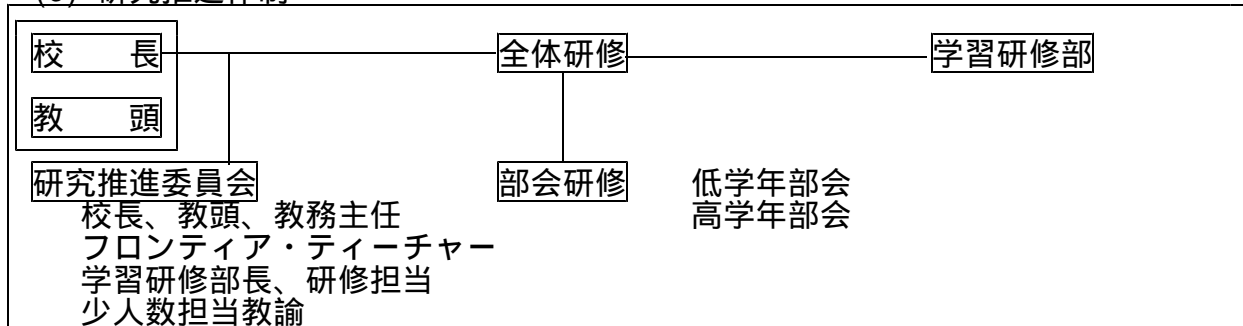 校　　長　全体研修　学習研修部
教　　頭
研究推進委員会　部会研修　低学年部会
校長、教頭、教務主任　高学年部会
フロンティア・ティーチャー
学習研修部長、研修担当
少人数担当教諭